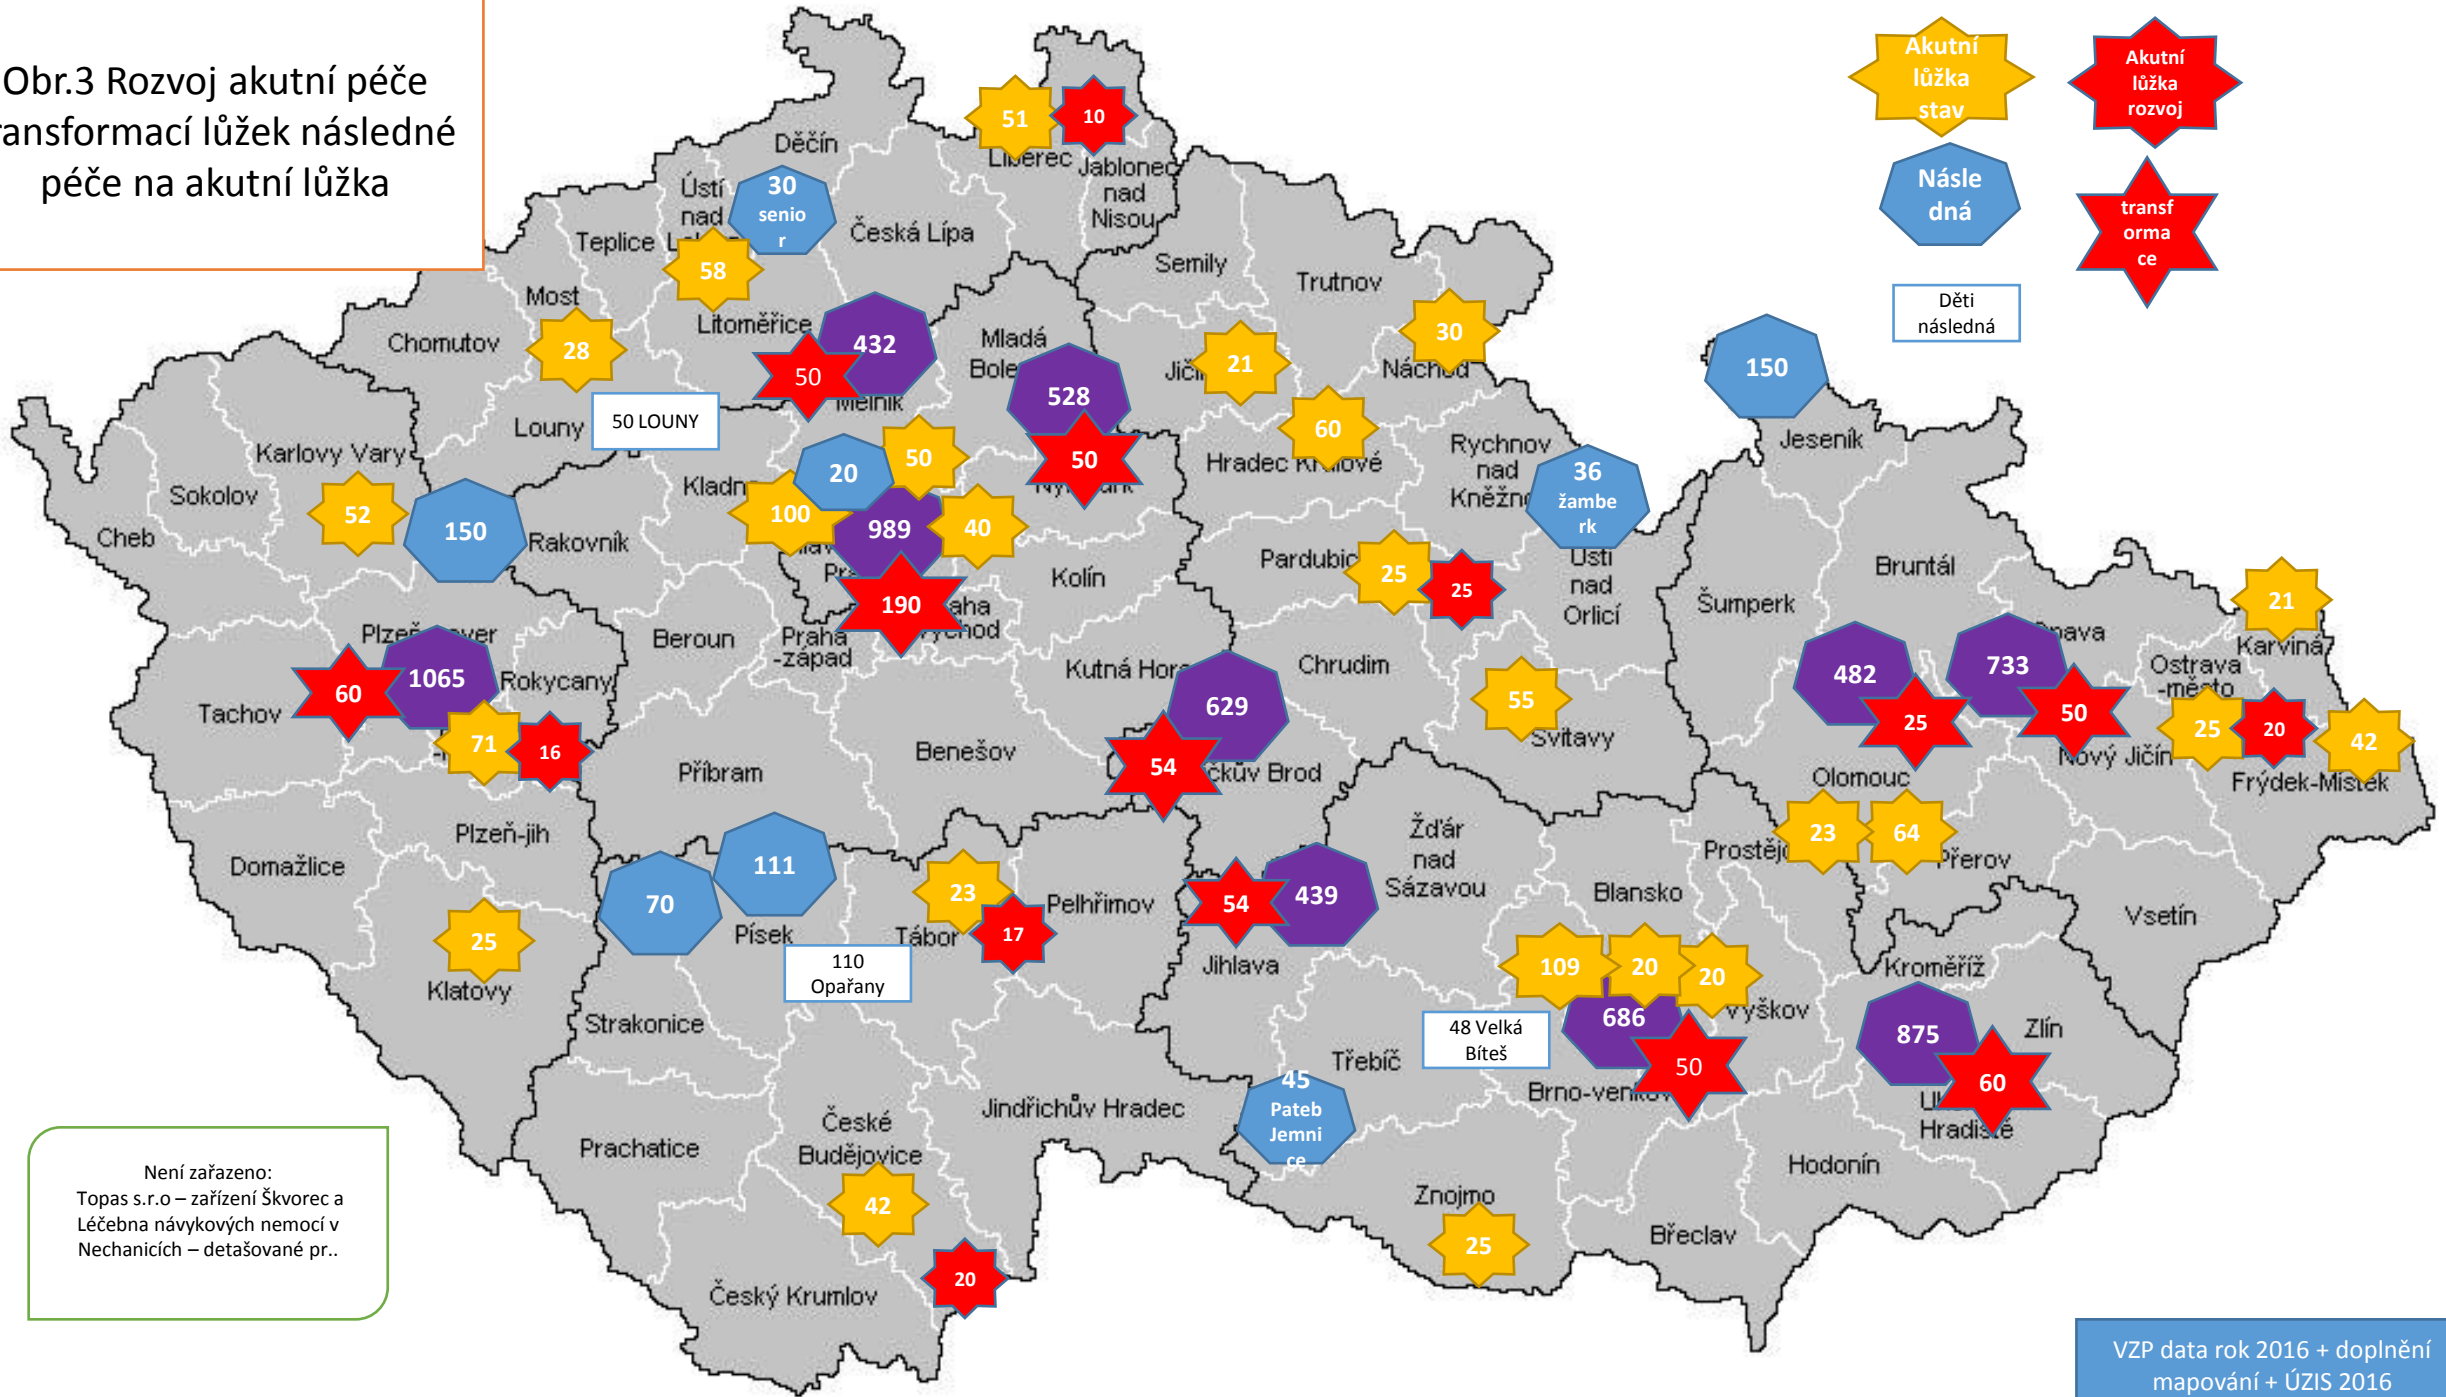 Obr.3 Rozvoj akutní péče
ransformací lůžek následné
péče na akutní lůžka
Akutní
lůžka
stav
Akutní
lůžka
rozvoj
Násle
dná
transf
orma
ce
Děti
následná
51
10
Liberec
Jablonec
nad
Nisou
Děčín
30
senio
r
Ústí
nad
58
Teplice
Česká Lípa
Semily
Trutnov
Most
28
Chomutov
Litoměřice
432
50
Mělník
Mladá
528
50
21
30
Náchod
60
Hradec Králové
150
Jeseník
Louny
50 LOUNY
Karlovy Vary
52
Sokolov
Cheb
150
Rakovník
20
50
100
989
40
190
Kolín
Rychnov
nad
36
žambe
rk
Ústí
nad
Orlicí
25
25
Šumperk
Bruntál
21
Karviná
Beroun
Praha
-západ
Kutná Hora
Chrudim
629
54
55
Svitavy
482
25
733
50
Ostrava
-město
25
20
42
Nový Jičín
Frýdek-Místek
Tachov
60
1065
Rokycany
71
16
Příbram
Benešov
Olomouc
23
64
Přerov
Plzeň-jih
Domažlice
25
Klatovy
70
111
Písek
110
Opařany
23
17
Tábor
Pelhřimov
54
439
Jihlava
Žďár
nad
Sázavou
Blansko
Vsetín
Strakonice
109
20
20
686
50
Vyškov
48 Velká
Bíteš
Třebíč
Kroměříž
875
60
Zlín
Hradiště
45
Pateb
Jemni
ce
Jindřichův Hradec
Prachatice
České
Budějovice
42
20
Český Krumlov
Znojmo
25
Břeclav
Hodonín
Není zařazeno:
Topas s.r.o – zařízení Škvorec a
Léčebna návykových nemocí v
Nechanicích – detašované pr..
VZP data rok 2016 + doplnění
mapování + ÚZIS 2016